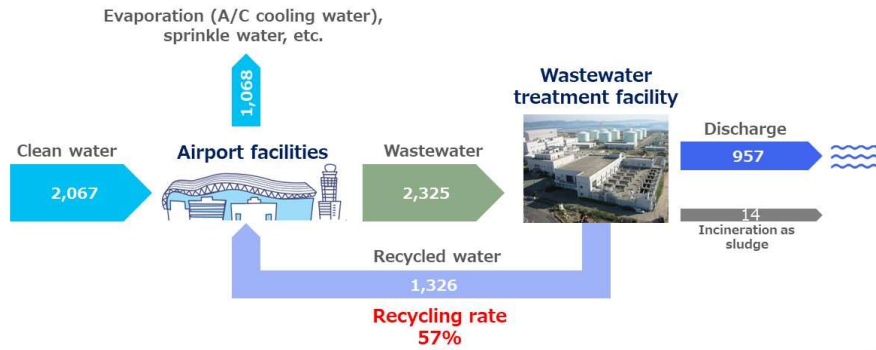 Evaporation (A/C cooling water),
sprinkle water, etc.
1,068
Clean water
2,067
Airport facilities
Wastewater
2,325
Wastewater
treatment facility
Discharge
957
14
Incineration as
sludge
Recycled water
1,326
Recycling rate
57%